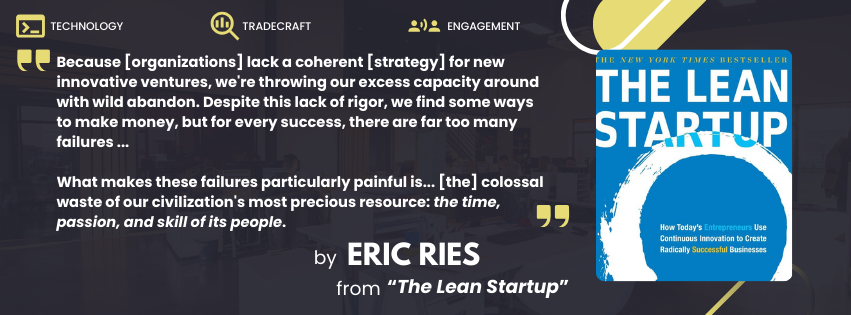 TECHNOLOGY
TRADECRAFT
ENGAGEMENT
Because [organizations] lack a coherent [strategy] for new
innovative ventures, we're throwing our excess capacity around
with wild abandon. Despite this lack of rigor, we find some ways
to make money, but for every success, there are far too many
failures ...
What makes these failures particularly painful is... [the] colossal
waste of our civilization's most precious resource: the time,
passion, and skill of its people.
by ERIC RIES
from “The Lean Startup”
THE NEW YORK TIMES BESTSELLER
THE LEAN
STARTUP
How Today's Entrepreneurs Use
Continuous Innovation to Create
Radically Successful Businesses